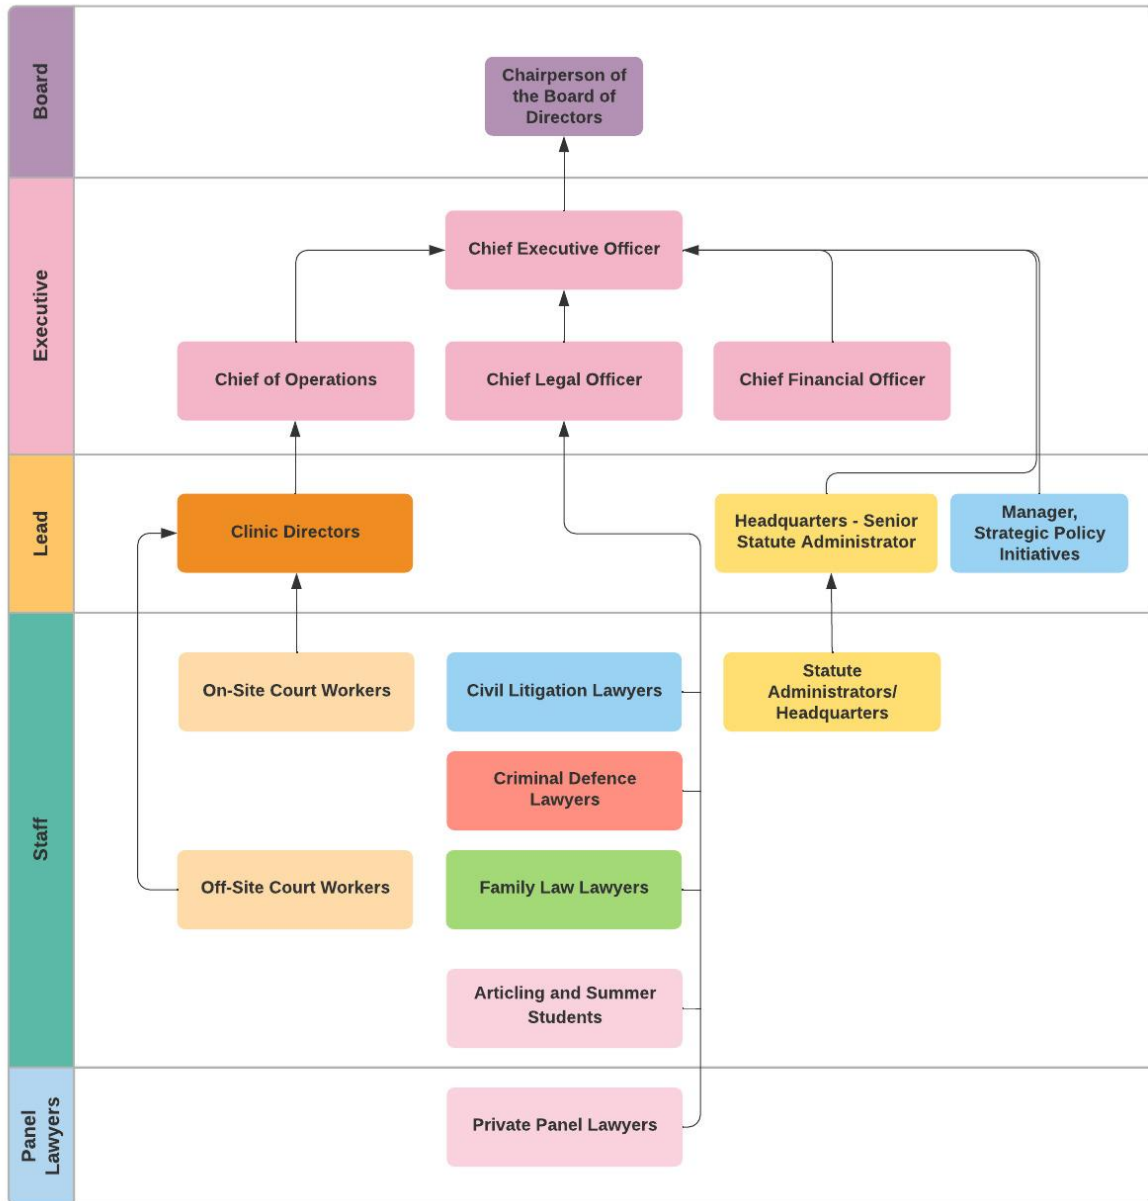 Board
Chairperson of
the Board of
Directors
Executive
Chief Executive Officer
Chief of Operations
Chief Legal Officer
Chief Financial Officer
Lead
Clinic Directors
Headquarters - Senior
Statute Administrator
Manager,
Strategic Policy
Initiatives
Staff
On-Site Court Workers
Civil Litigation Lawyers
Statute
Administrators/
Headquarters
Criminal Defence
Lawyers
Off-Site Court Workers
Family Law Lawyers
Articling and Summer
Students
Panel
Lawyers
Private Panel Lawyers